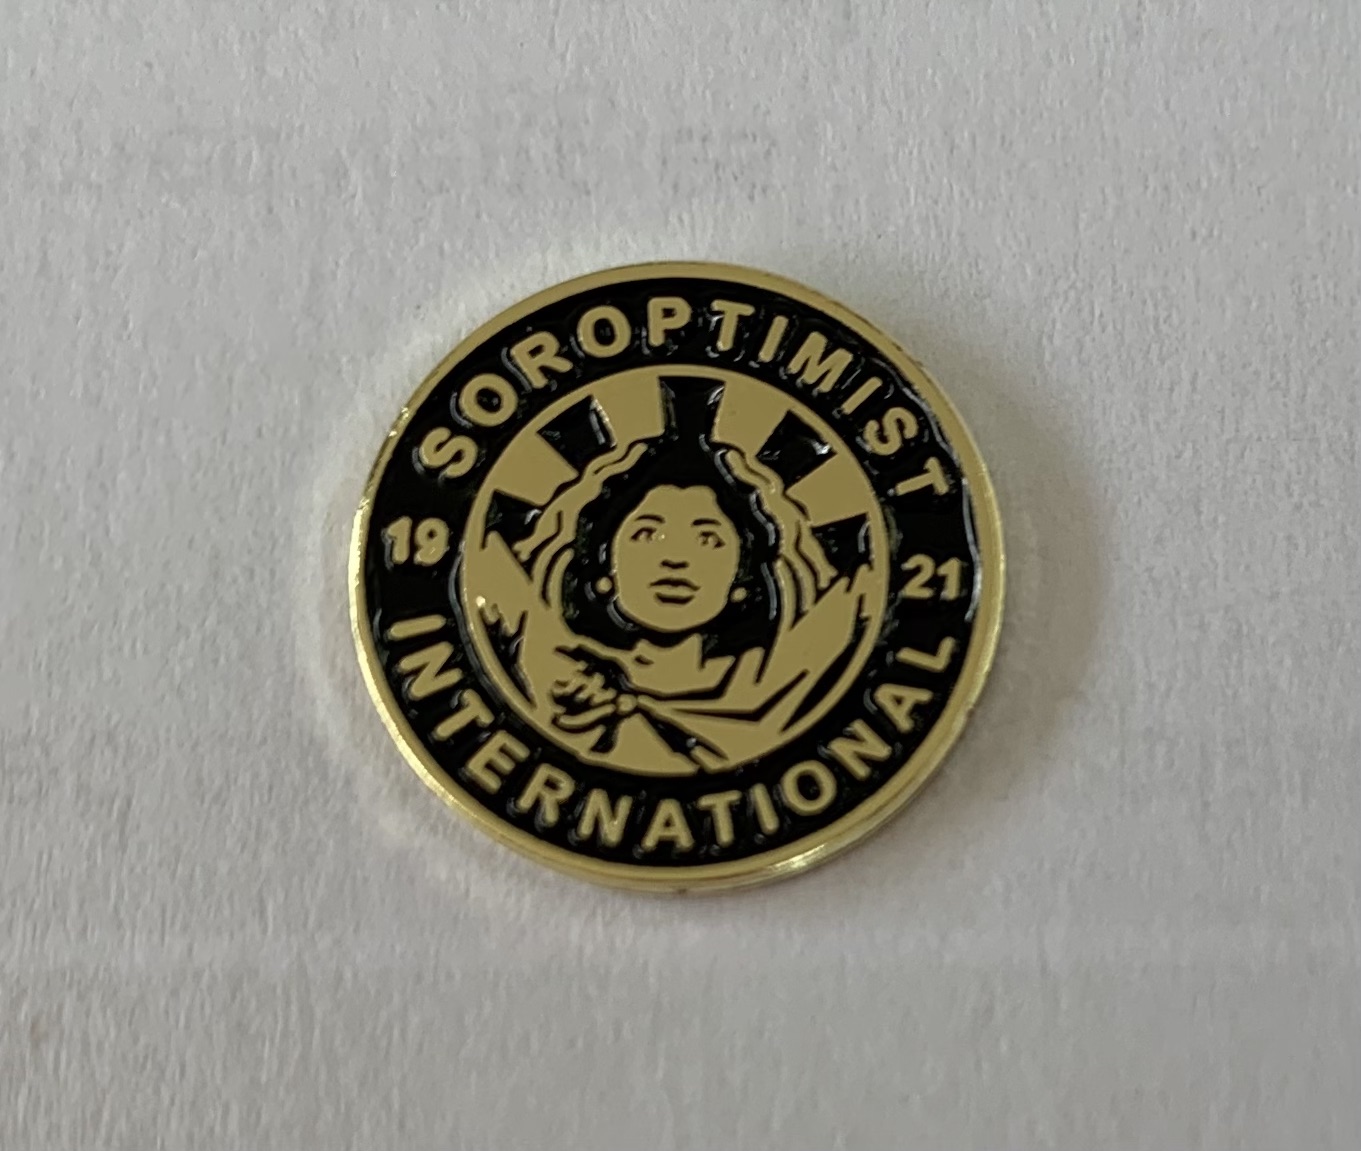 SOROPTIMIST
19 21
INTERNATIONAL